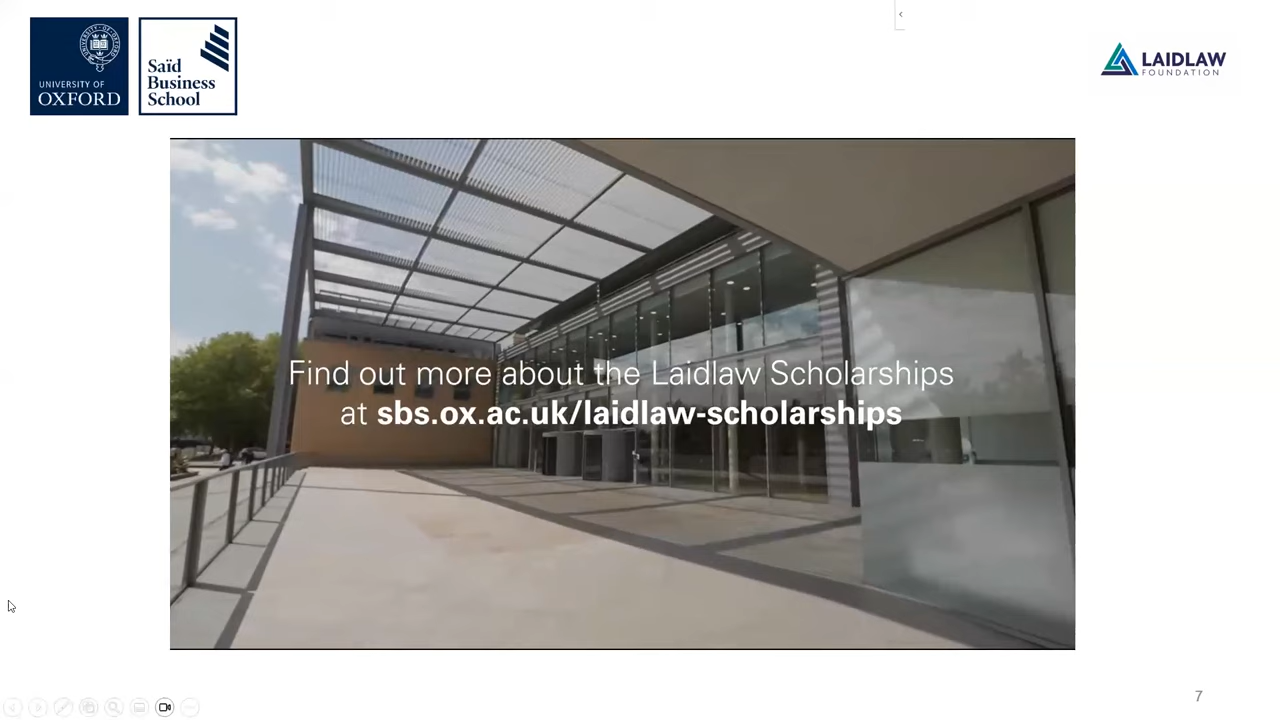 UNIVERSITY OF
OXFORD
Saïd
Business
School
LAIDLAW
FOUNDATION
Find out more about the Laidlaw Scholarships
at sbs.ox.ac.uk/laidlaw-scholarships
7